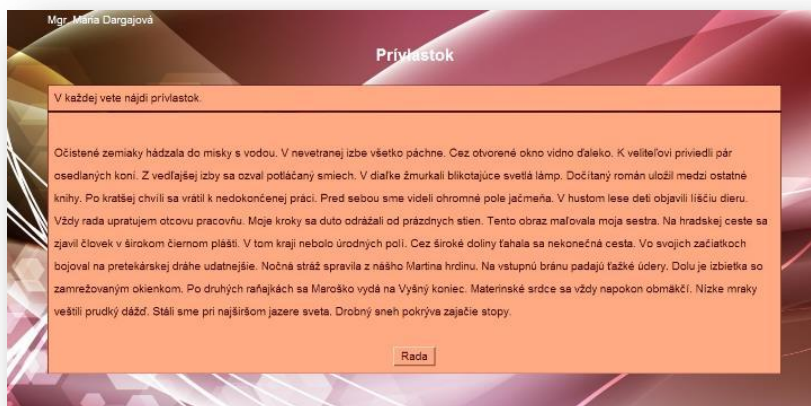 Mgr. Mária Dargajová
Prívlastok
V každej vete nájdi prívlastok.
Očistené zemiaky hádzala do misky s vodou. V nevetranej izbe všetko páchne. Cez otvorené okno vidno ďaleko. K veliteľovi priviedli pár
osedlaných koní. Z vedľajšej izby sa ozval potláčaný smiech. V diaľke žmurkali blikotajúce svetlá lámp. Dočítaný román uložil medzi ostatné
knihy. Po kratšej chvíli sa vrátil k nedokončenej práci. Pred sebou sme videli ohromné pole jačmeňa. V hustom lese deti objavili líščiu dieru.
Vždy rada upratujem otcovu pracovňu. Moje kroky sa duto odrážali od prázdnych stien. Tento obraz maľovala moja sestra. Na hradskej ceste sa
zjavil človek v širokom čiernom plášti. V tom kraji nebolo úrodných polí. Cez široké doliny ťahala sa nekonečná cesta. Vo svojich začiatkoch
bojoval na pretekárskej dráhe udatnejšie. Nočná stráž spravila z nášho Martina hrdinu. Na vstupnú bránu padajú ťažké údery. Dolu je izbietka so
zamrežovaným okienkom. Po druhých raňajkách sa Maroško vydá na Vyšný koniec. Materinské srdce sa vždy napokon obmäkčí. Nízke mraky
veštili prudký dážď. Stáli sme pri najširšom jazere sveta. Drobný sneh pokrýva zajačie stopy.
Rada